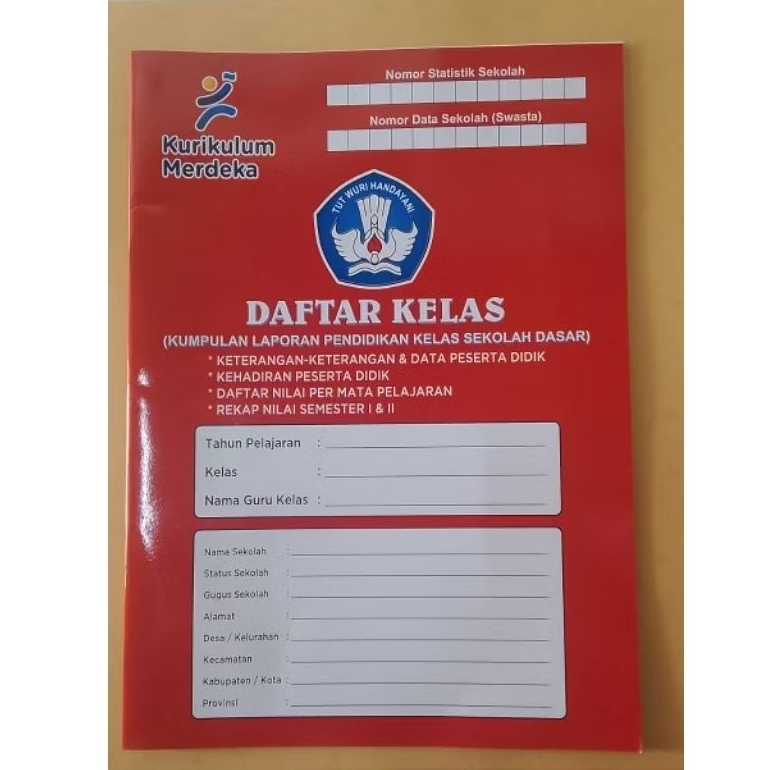 Kurikulum
Merdeka
Nomor Statistik Sekolah
Nomor Data Sekolah (Swasta)
TUT WURI HANDAYANI
DAFTAR KELAS
(KUMPULAN LAPORAN PENDIDIKAN KELAS SEKOLAH DASAR)
* KETERANGAN-KETERANGAN & DATA PESERTA DIDIK
* KEHADIRAN PESERTA DIDIK
* DAFTAR NILAI PER MATA PELAJARAN
* REKAP NILAI SEMESTER I & II
Tahun Pelajaran :
Kelas :
Nama Guru Kelas :
Nama Sekolah :
Status Sekolah :
Gugus Sekolah :
Alamat :
Desa / Kelurahan :
Kecamatan :
Kabupaten / Kota :
Provinsi :